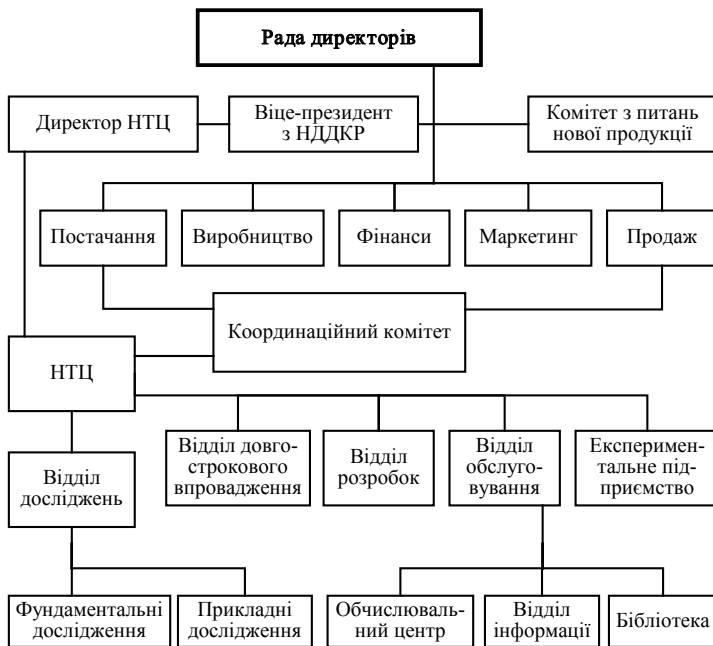 Рада директорів
Директор НТЦ
Віце-президент
з НДДКР
Комітет з питань
нової продукції
Постачання
Виробництво
Фінанси
Маркетинг
Продаж
Координаційний комітет
НТЦ
Відділ
досліджень
Відділ довго-
строкового
впровадження
Відділ
розробок
Відділ
обслуго-
вування
Експеримен-
тальне під-
приємство
Фундаментальні
дослідження
Прикладні
дослідження
Обчислюваль-
ний центр
Відділ
інформації
Бібліотека